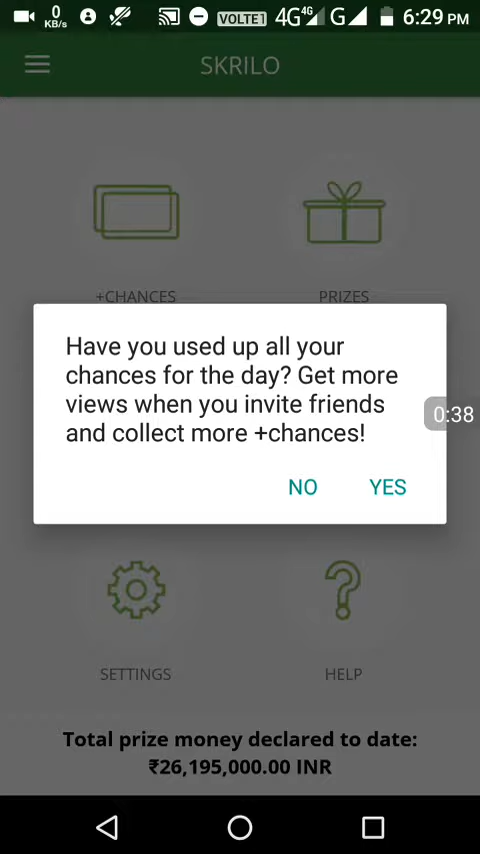 0 KB/s VOLTE1 4G 4G G 6:29 PM
SKRILO
+CHANCES PRIZES
Have you used up all your
chances for the day? Get more
views when you invite friends
and collect more +chances!
0:38
NO YES
SETTINGS HELP
Total prize money declared to date:
₹26,195,000.00 INR